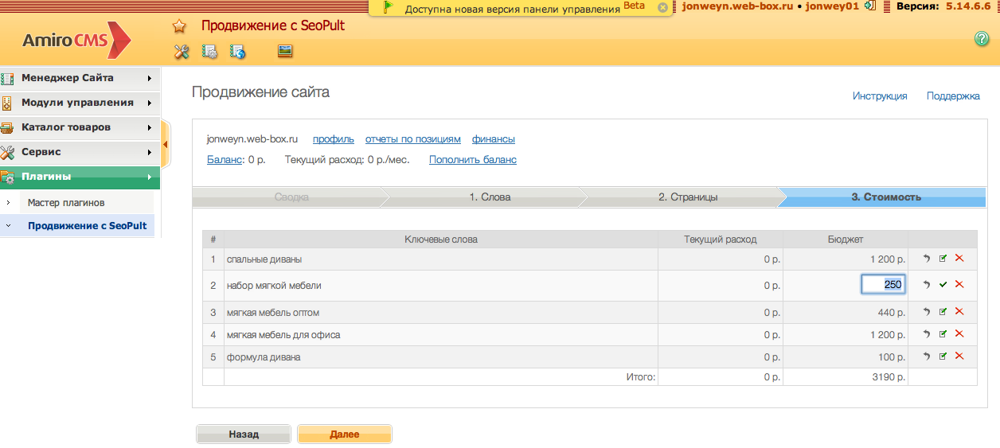 Доступна новая версия панели управления Beta
jonweyn.web-box.ru • jonwey01 Версия: 5.14.6.6
Amiro CMS
Продвижение с SeoPult
Менеджер Сайта
Модули управления
Каталог товаров
Сервис
Плагины
Мастер плагинов
Продвижение с SeoPult
Продвижение сайта
Инструкция Поддержка
jonweyn.web-box.ru профиль отчеты по позициям финансы
Баланс: 0 р. Текущий расход: 0 р./мес. Пополнить баланс
Сводка 1. Слова 2. Страницы 3. Стоимость
# Ключевые слова Текущий расход Бюджет
1 спальные диваны 0 р. 1 200 р.
2 набор мягкой мебели 0 р. 250
3 мягкая мебель оптом 0 р. 440 р.
4 мягкая мебель для офиса 0 р. 1 200 р.
5 формула дивана 0 р. 100 р.
Итого: 0 р. 3190 р.
Назад Далее